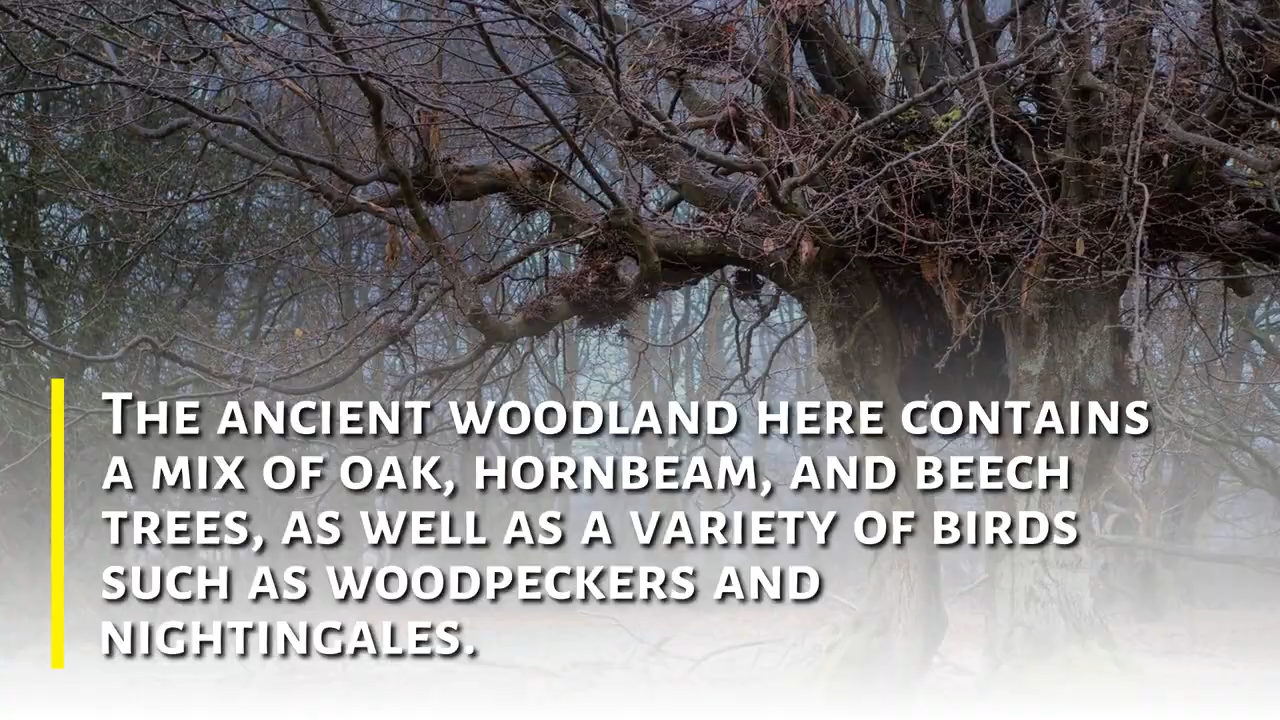 The ancient woodland here contains
a mix of oak, hornbeam, and beech
trees, as well as a variety of birds
such as woodpeckers and
nightingales.